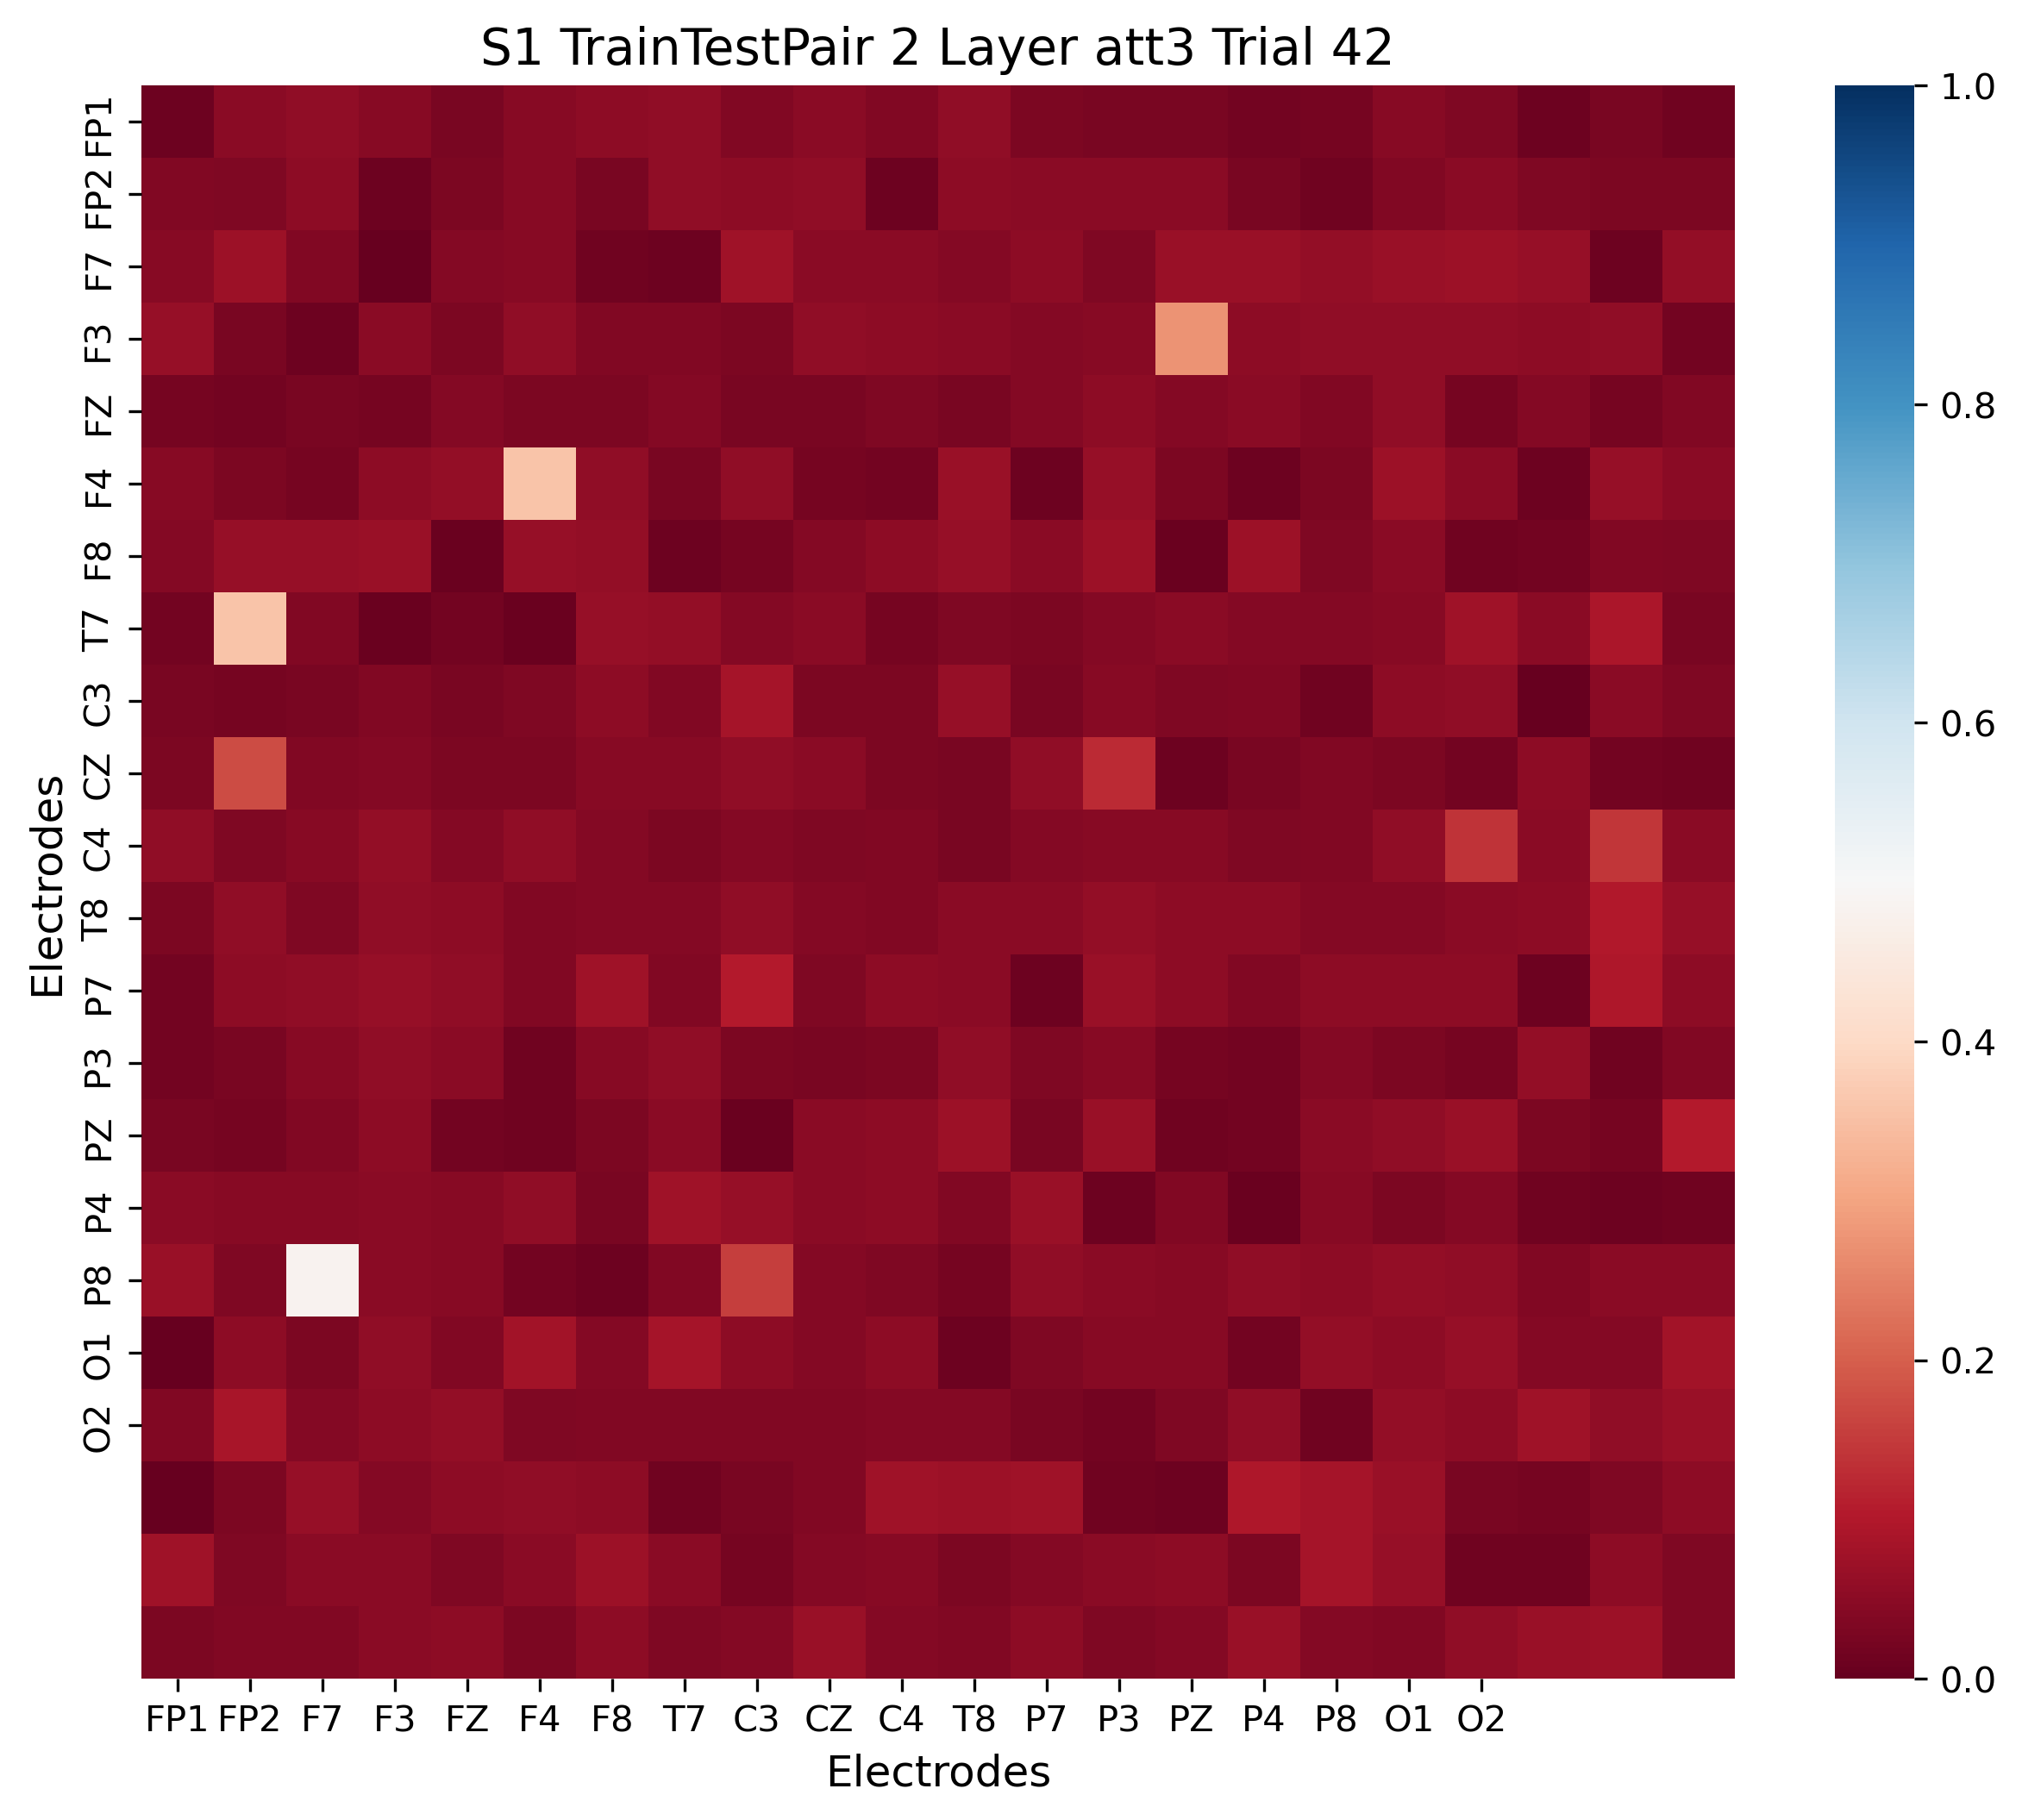 S1 TrainTestPair 2 Layer att3 Trial 42
Electrodes
FP1
FP2
F7
F3
FZ
F4
F8
T7
C3
CZ
C4
T8
P7
P3
PZ
P4
P8
O1
O2
FP1 FP2 F7 F3 FZ F4 F8 T7 C3 CZ C4 T8 P7 P3 PZ P4 P8 O1 O2
Electrodes
1.0
0.8
0.6
0.4
0.2
0.0